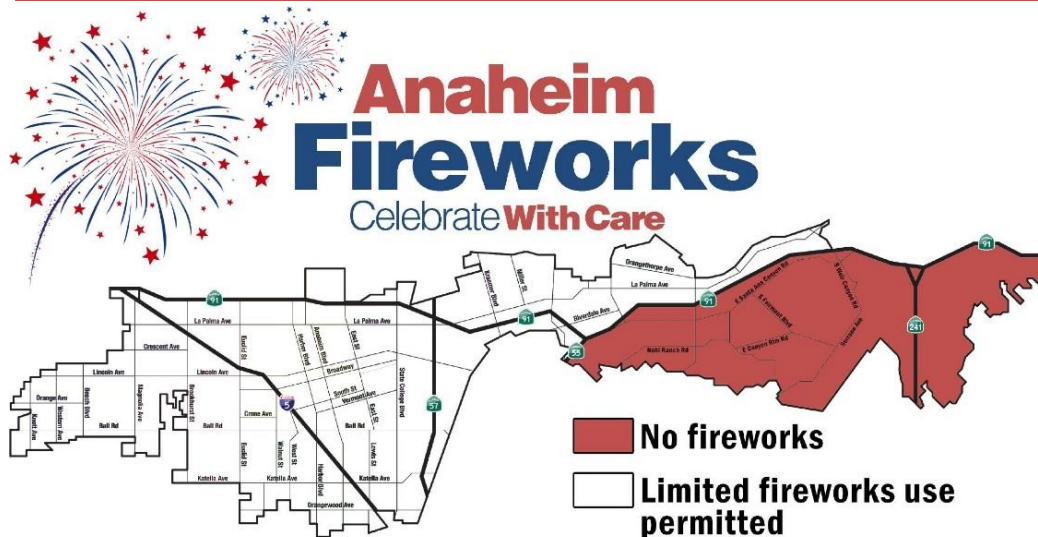 Anaheim
Fireworks
Celebrate With Care
91
Orangethorpe Ave
La Palma Ave
Kraemer Blvd
Miller St
91
Riverdale Ave
91
E Santa Ana Canyon Rd
S Weir Canyon Rd
S Fairmont Blvd
91
241
55
Nohl Ranch Rd
E Canyon Rim Rd
Serrano Ave
La Palma Ave
La Palma Ave
Crescent Ave
Euclid St
Harbor Blvd
Anaheim Blvd
East St
Broadway
Lincoln Ave
Lincoln Ave
Orange Ave
Knott Ave
Western Ave
Beach Blvd
Magnolia Ave
Brookhurst St
5
South St
Vermont Ave
State College Blvd
57
Crone Ave
Ball Rd
Ball Rd
Ball Rd
East St
Euclid St
Walnut St
West St
Lewis St
Harbor Blvd
Katella Ave
Katella Ave
Katella Ave
Orangewood Ave
No fireworks
Limited fireworks use
permitted